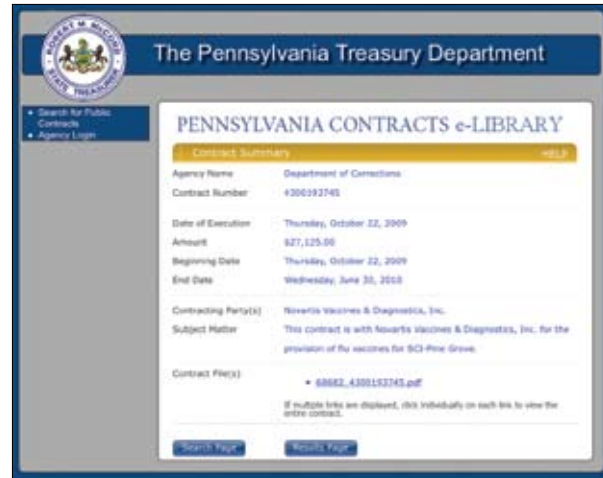 ROBERT M. McCORD
STATE TREASURER
The Pennsylvania Treasury Department
Search for Public
Contracts
Agency Login
PENNSYLVANIA CONTRACTS e-LIBRARY
Contract Summary HELP
Agency Name Department of Corrections
Contract Number 4300193745
Date of Execution Thursday, October 22, 2009
Amount $27,125.00
Beginning Date Thursday, October 22, 2009
End Date Wednesday, June 30, 2010
Contracting Party(s) Novartis Vaccines & Diagnostics, Inc.
Subject Matter This contract is with Novartis Vaccines & Diagnostics, Inc. for the
provision of flu vaccines for SCI-Pine Grove.
Contract File(s) 68682_4300193745.pdf
If multiple links are displayed, click individually on each link to view the
entire contract.
Search Page Results Page